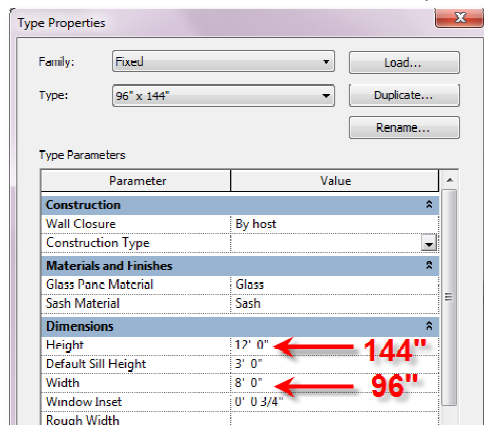 Type Properties
X
Family: Fixed Load...
Type: 96" x 144" Duplicate...
Rename...
Type Parameters
Parameter Value
Construction
Wall Closure By host
Construction Type
Materials and Finishes
Glass Pane Material Glass
Sash Material Sash
Dimensions
Height 12' 0" 144"
Default Sill Height 3' 0"
Width 8' 0" 96"
Window Inset 0' 0 3/4"
Rough Width